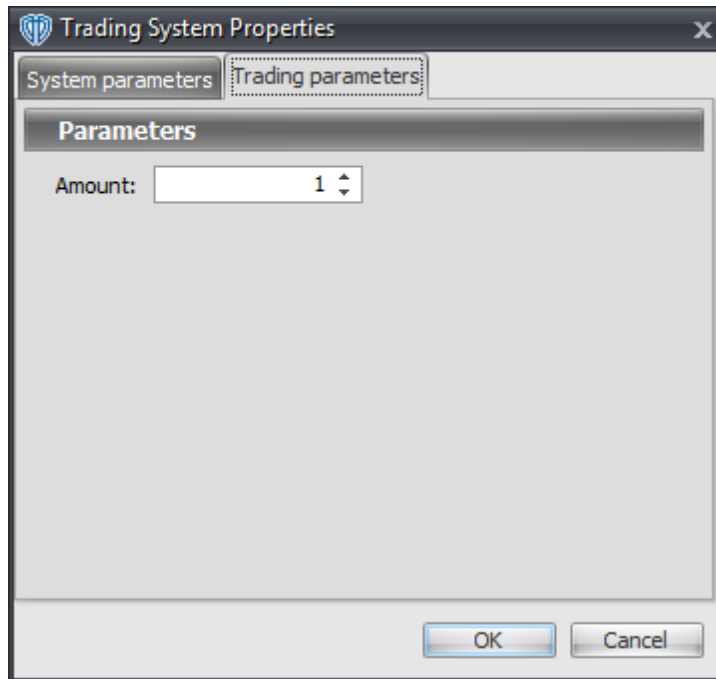 Trading System Properties
System parameters Trading parameters
Parameters
Amount: 1
OK Cancel